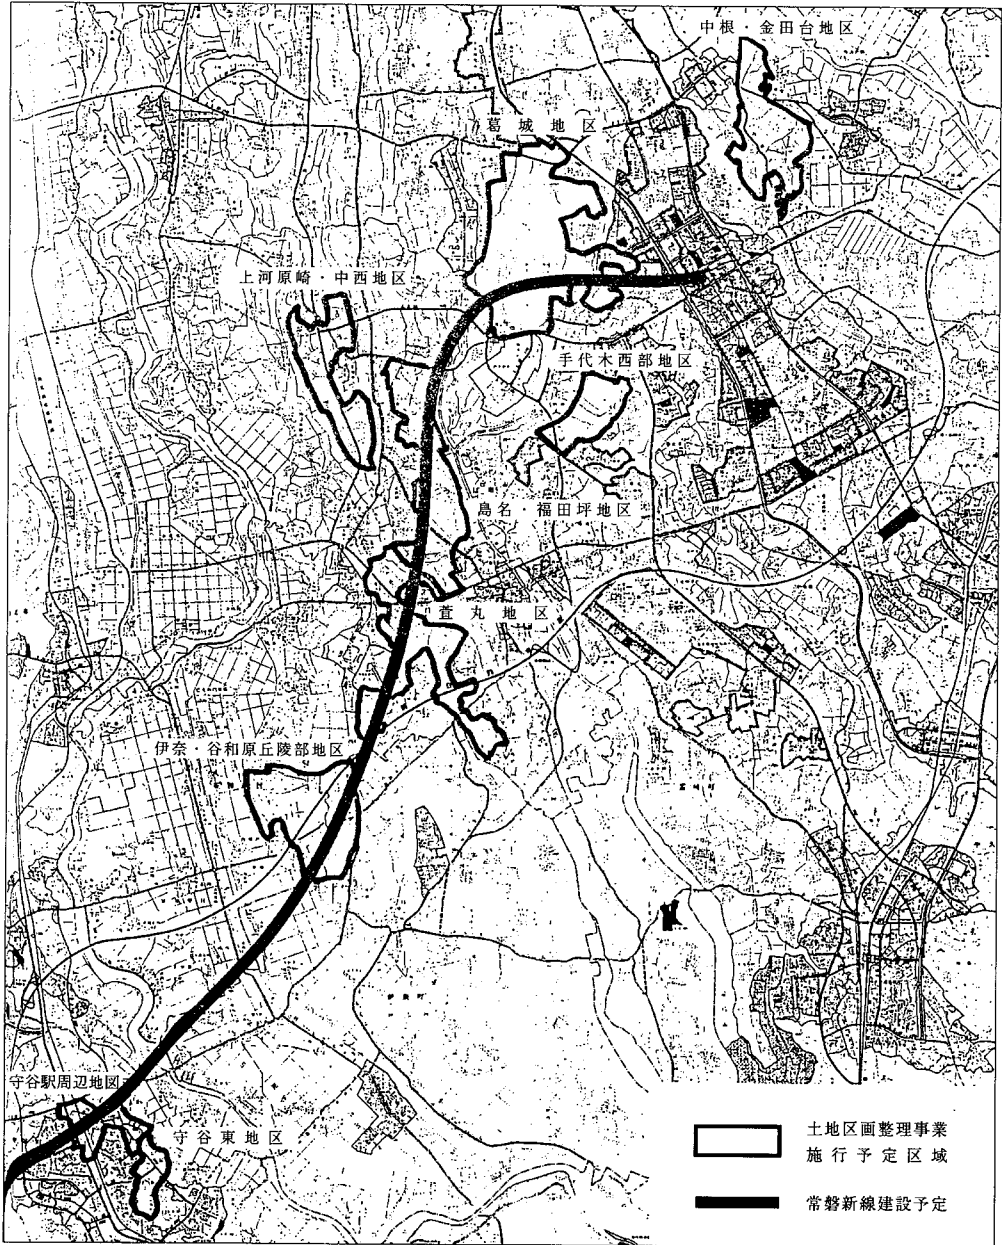 中根・金田台地区
葛城地区
上河原崎・中西地区
手代木西部地区
島名・福田坪地区
萱丸地区
伊奈・谷和原丘陵部地区
伊奈町
守谷駅周辺地区
守谷東地区
土地区画整理事業
施行予定区域
常磐新線建設予定